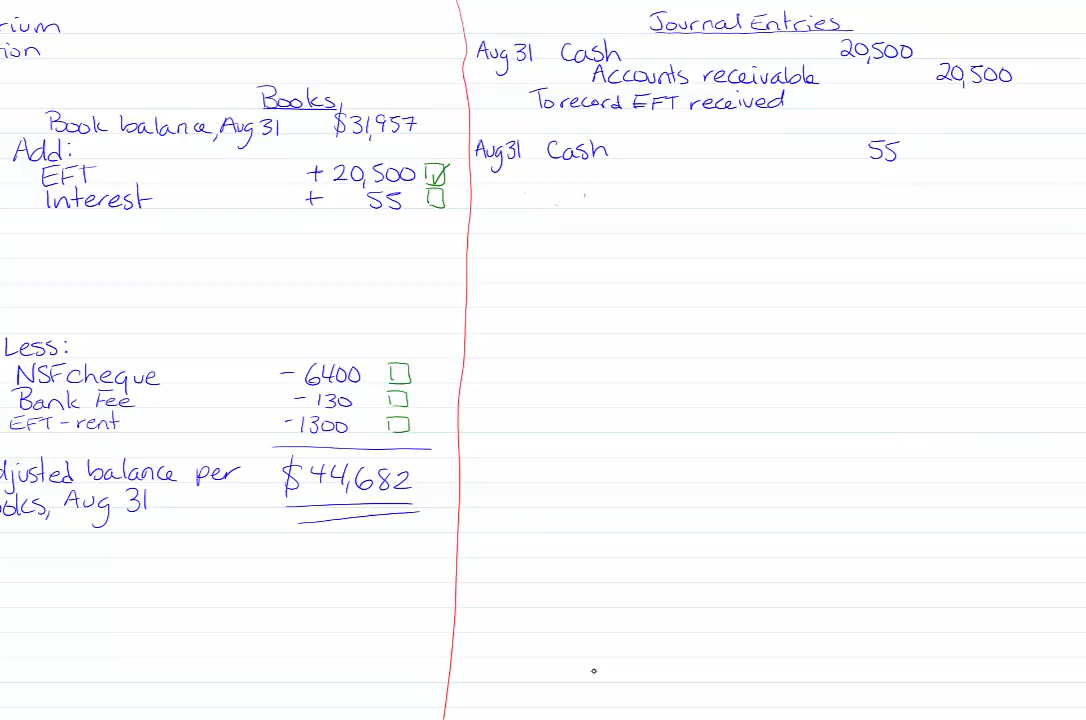 rium
ion
Books
Book balance, Aug 31 $31,957
Add:
EFT + 20,500
Interest + 55
Less:
NSF cheque - 6400
Bank Fee - 130
EFT - rent - 1300
djusted balance per $44,682
ooks, Aug 31
Journal Entries
Aug 31 Cash 20,500
Accounts receivable 20,500
To record EFT received
Aug 31 Cash 55